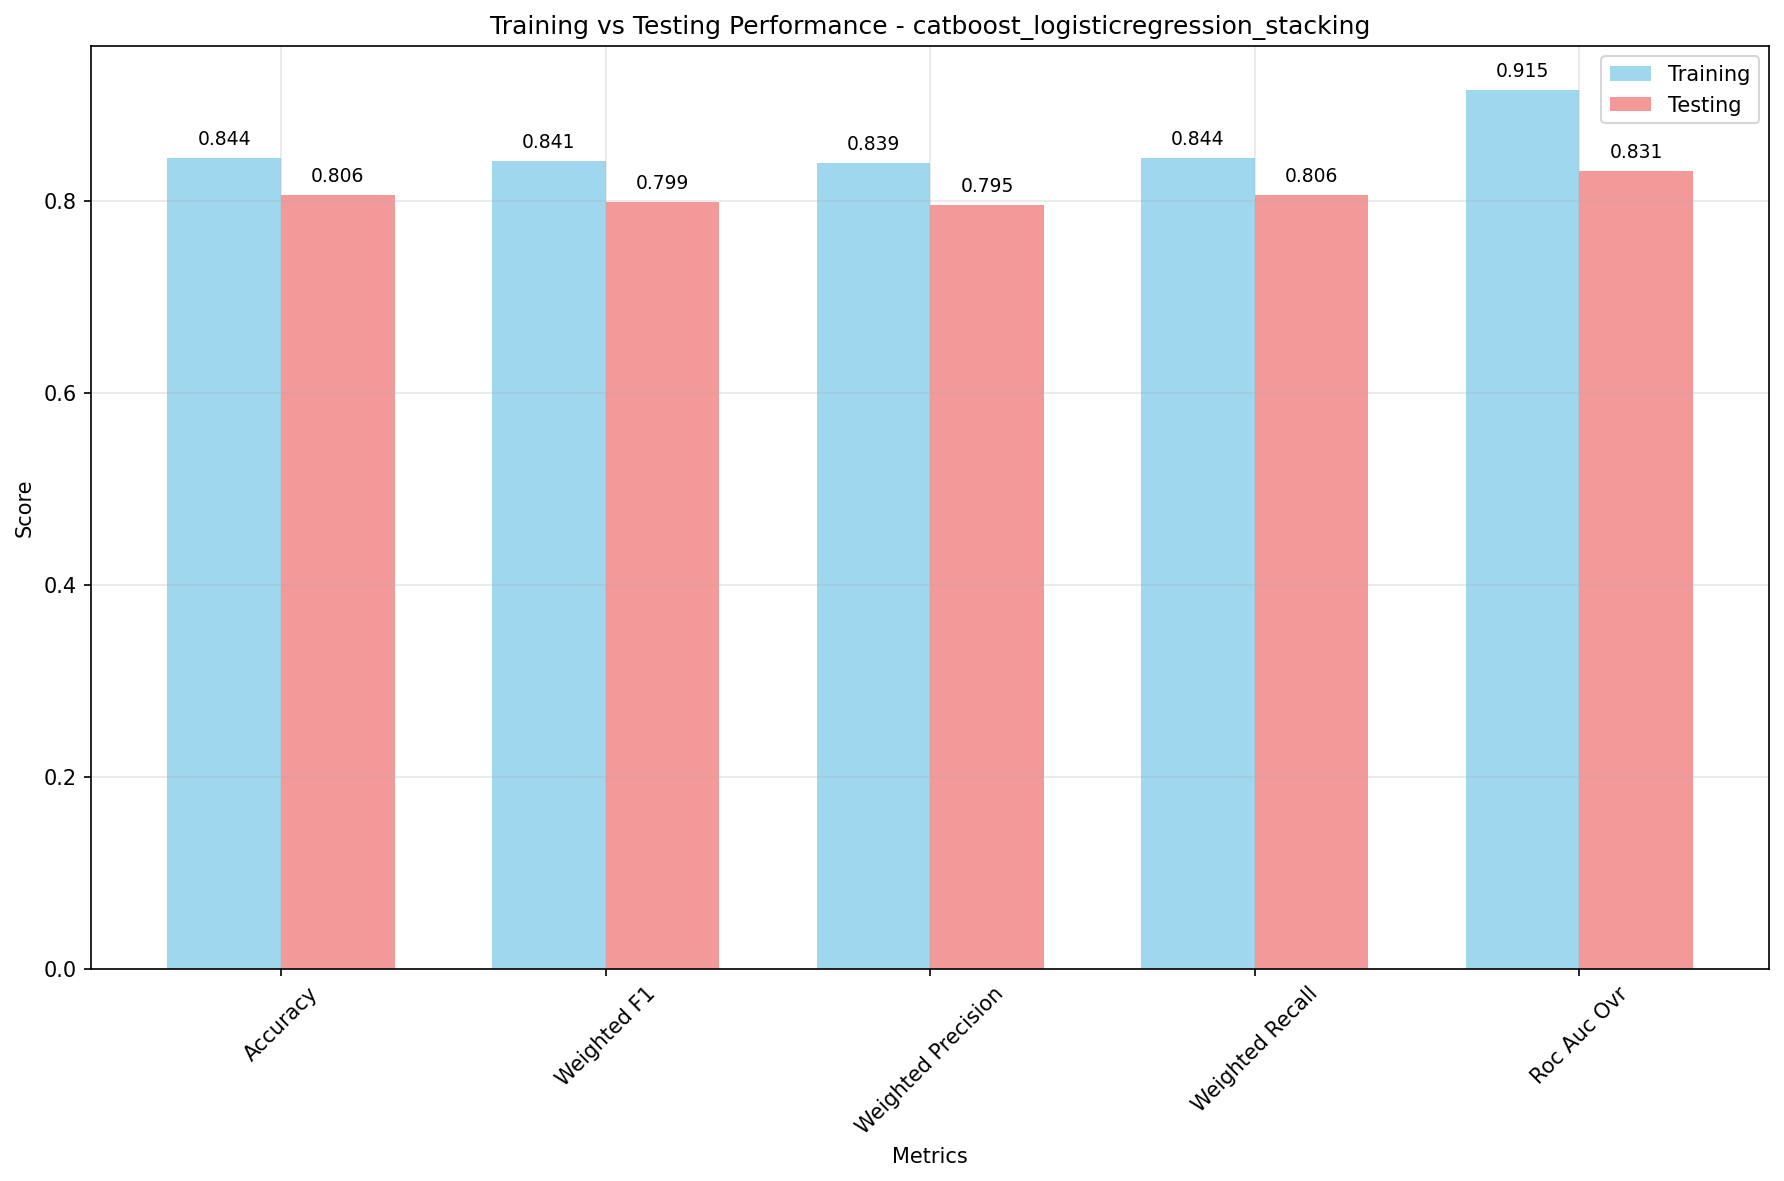 Training vs Testing Performance - catboost_logisticregression_stacking
Training
Testing
0.915
0.844
0.841
0.839
0.844
0.831
0.806
0.799
0.795
0.806
0.8
0.6
0.4
0.2
0.0
Score
Accuracy
Weighted F1
Weighted Precision
Weighted Recall
Roc Auc Ovr
Metrics